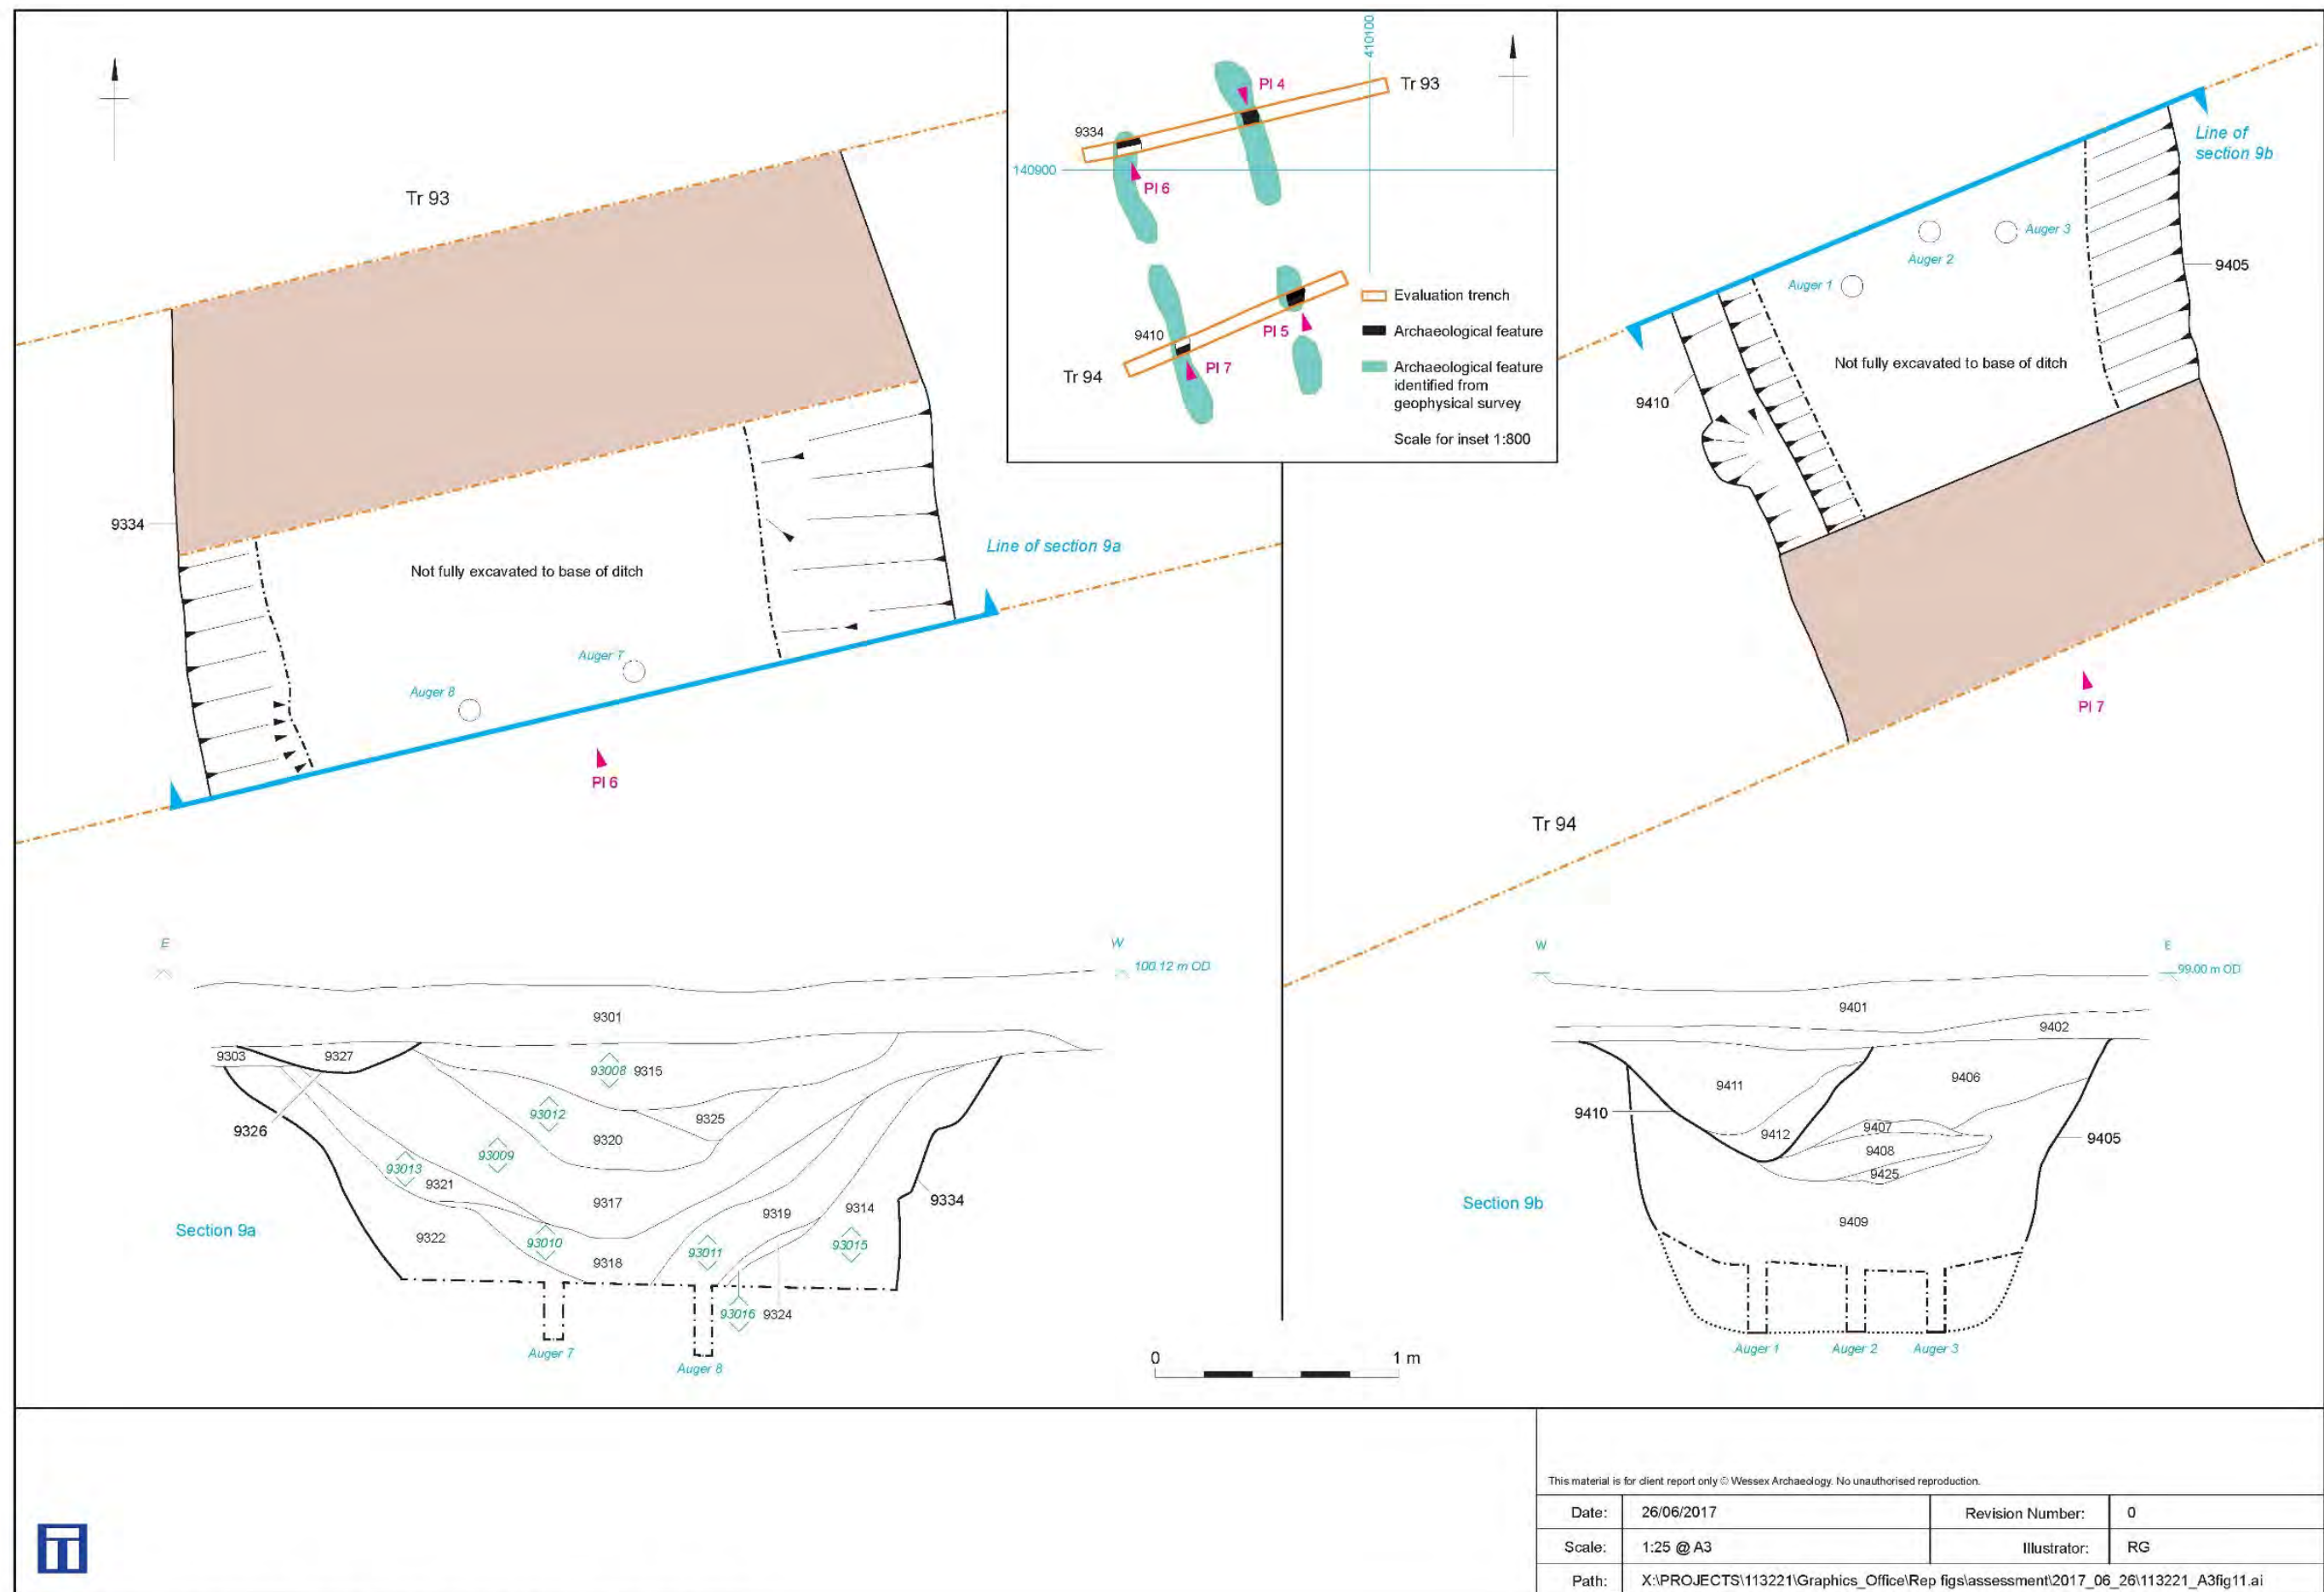 Tr 93
9334
Not fully excavated to base of ditch
Line of section 9a
Auger 7
Auger 8
Pl 6
410100
Pl 4
Tr 93
9334
140900
Pl 6
9410
Pl 5
Tr 94
Pl 7
Evaluation trench
Archaeological feature
Archaeological feature
identified from
geophysical survey
Scale for inset 1:800
Line of
section 9b
Auger 3
Auger 2
Auger 1
9405
Not fully excavated to base of ditch
9410
Pl 7
Tr 94
E
W
100.12 m OD
9301
9303
9327
93008
9315
93012
9325
9326
9320
93009
93013
9321
9317
9334
9319
9314
Section 9a
9322
93010
93011
93015
9318
93016
9324
Auger 7
Auger 8
0
1 m
W
E
99.00 m OD
9401
9402
9411
9406
9410
9412
9407
9405
9408
9425
Section 9b
9409
Auger 1
Auger 2
Auger 3
This material is for client report only © Wessex Archaeology. No unauthorised reproduction.
Date: 26/06/2017 Revision Number: 0
Scale: 1:25 @ A3 Illustrator: RG
Path: X:\PROJECTS\113221\Graphics_Office\Rep figs\assessment\2017_06_26\113221_A3fig11.ai